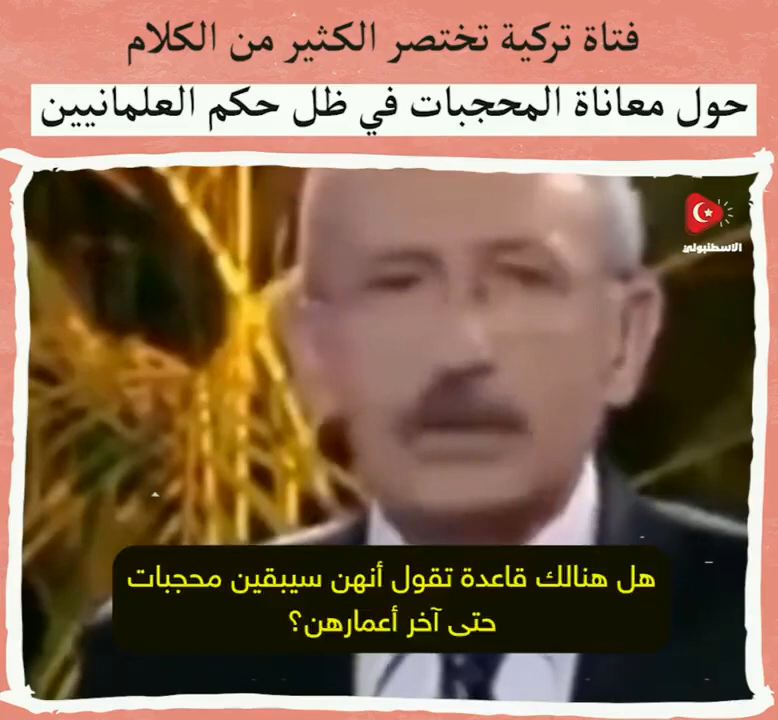 فتاة تركية تختصر الكثير من الكلام
حول معاناة المحجبات في ظل حكم العلمانيين
الاسطنبولي
هل هنالك قاعدة تقول أنهن سيبقين محجبات
حتى آخر أعمارهن؟